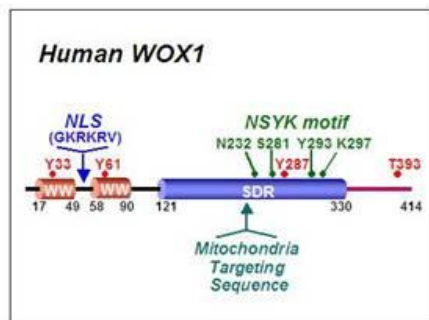 Human WOX1
NLS
(GKRKRV)
NSYK motif
N232 S281 Y293 K297
Y33 Y61 Y287 T393
WW WW SDR
17 49 58 90 121 330 414
Mitochondria
Targeting
Sequence